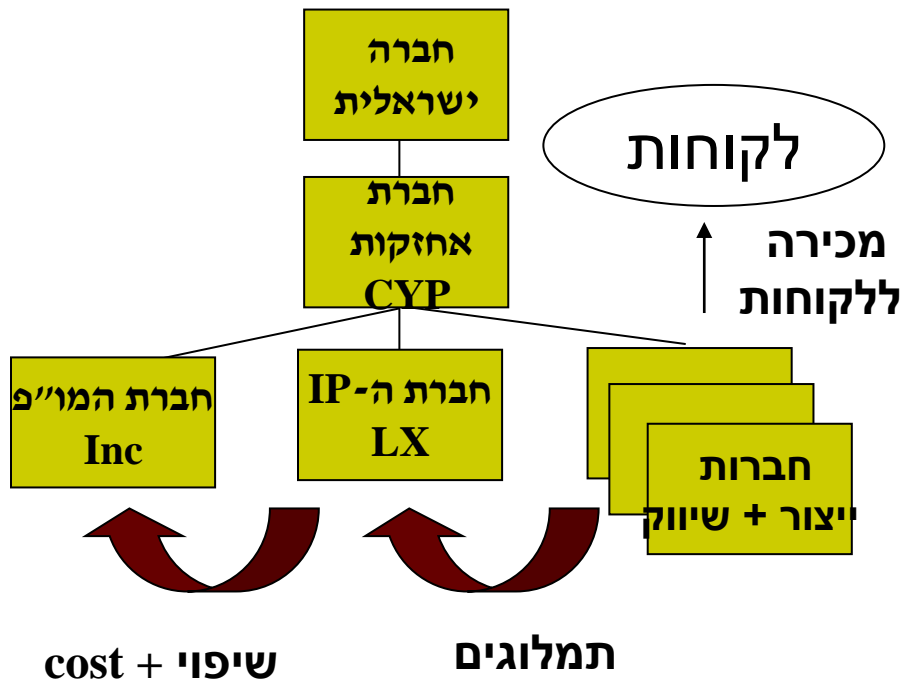 חברה
ישראלית
לקוחות
חברת
אחזקות
CYP
מכירה
ללקוחות
חברת המו״פ
Inc
חברת ה-IP
LX
חברות
ייצור + שיווק
שיפוי + cost
תמלוגים